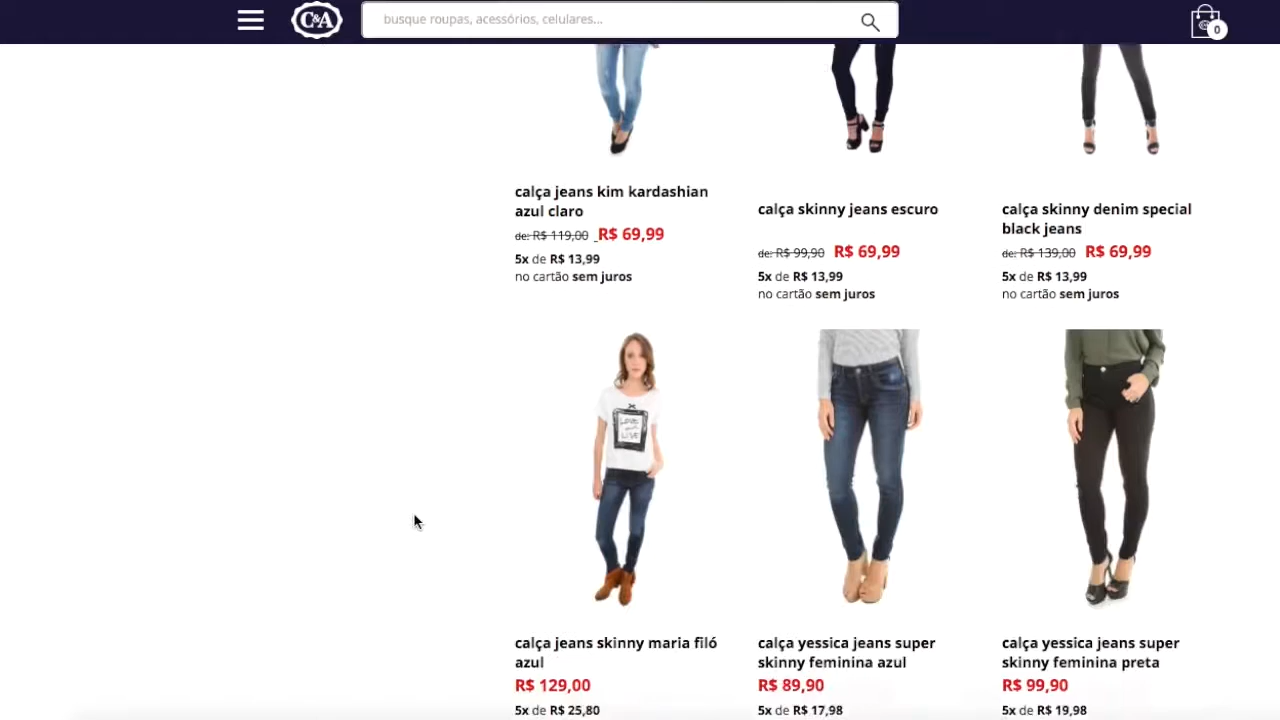 C&A
busque roupas, acessórios, celulares...
0
calça jeans kim kardashian
azul claro
de: R$ 119,00 R$ 69,99
5x de R$ 13,99
no cartão sem juros
calça skinny jeans escuro
de: R$ 99,90 R$ 69,99
5x de R$ 13,99
no cartão sem juros
calça skinny denim special
black jeans
de: R$ 139,00 R$ 69,99
5x de R$ 13,99
no cartão sem juros
LOVE
LIVE
calça jeans skinny maria filó
azul
R$ 129,00
5x de R$ 25,80
calça yessica jeans super
skinny feminina azul
R$ 89,90
5x de R$ 17,98
calça yessica jeans super
skinny feminina preta
R$ 99,90
5x de R$ 19,98